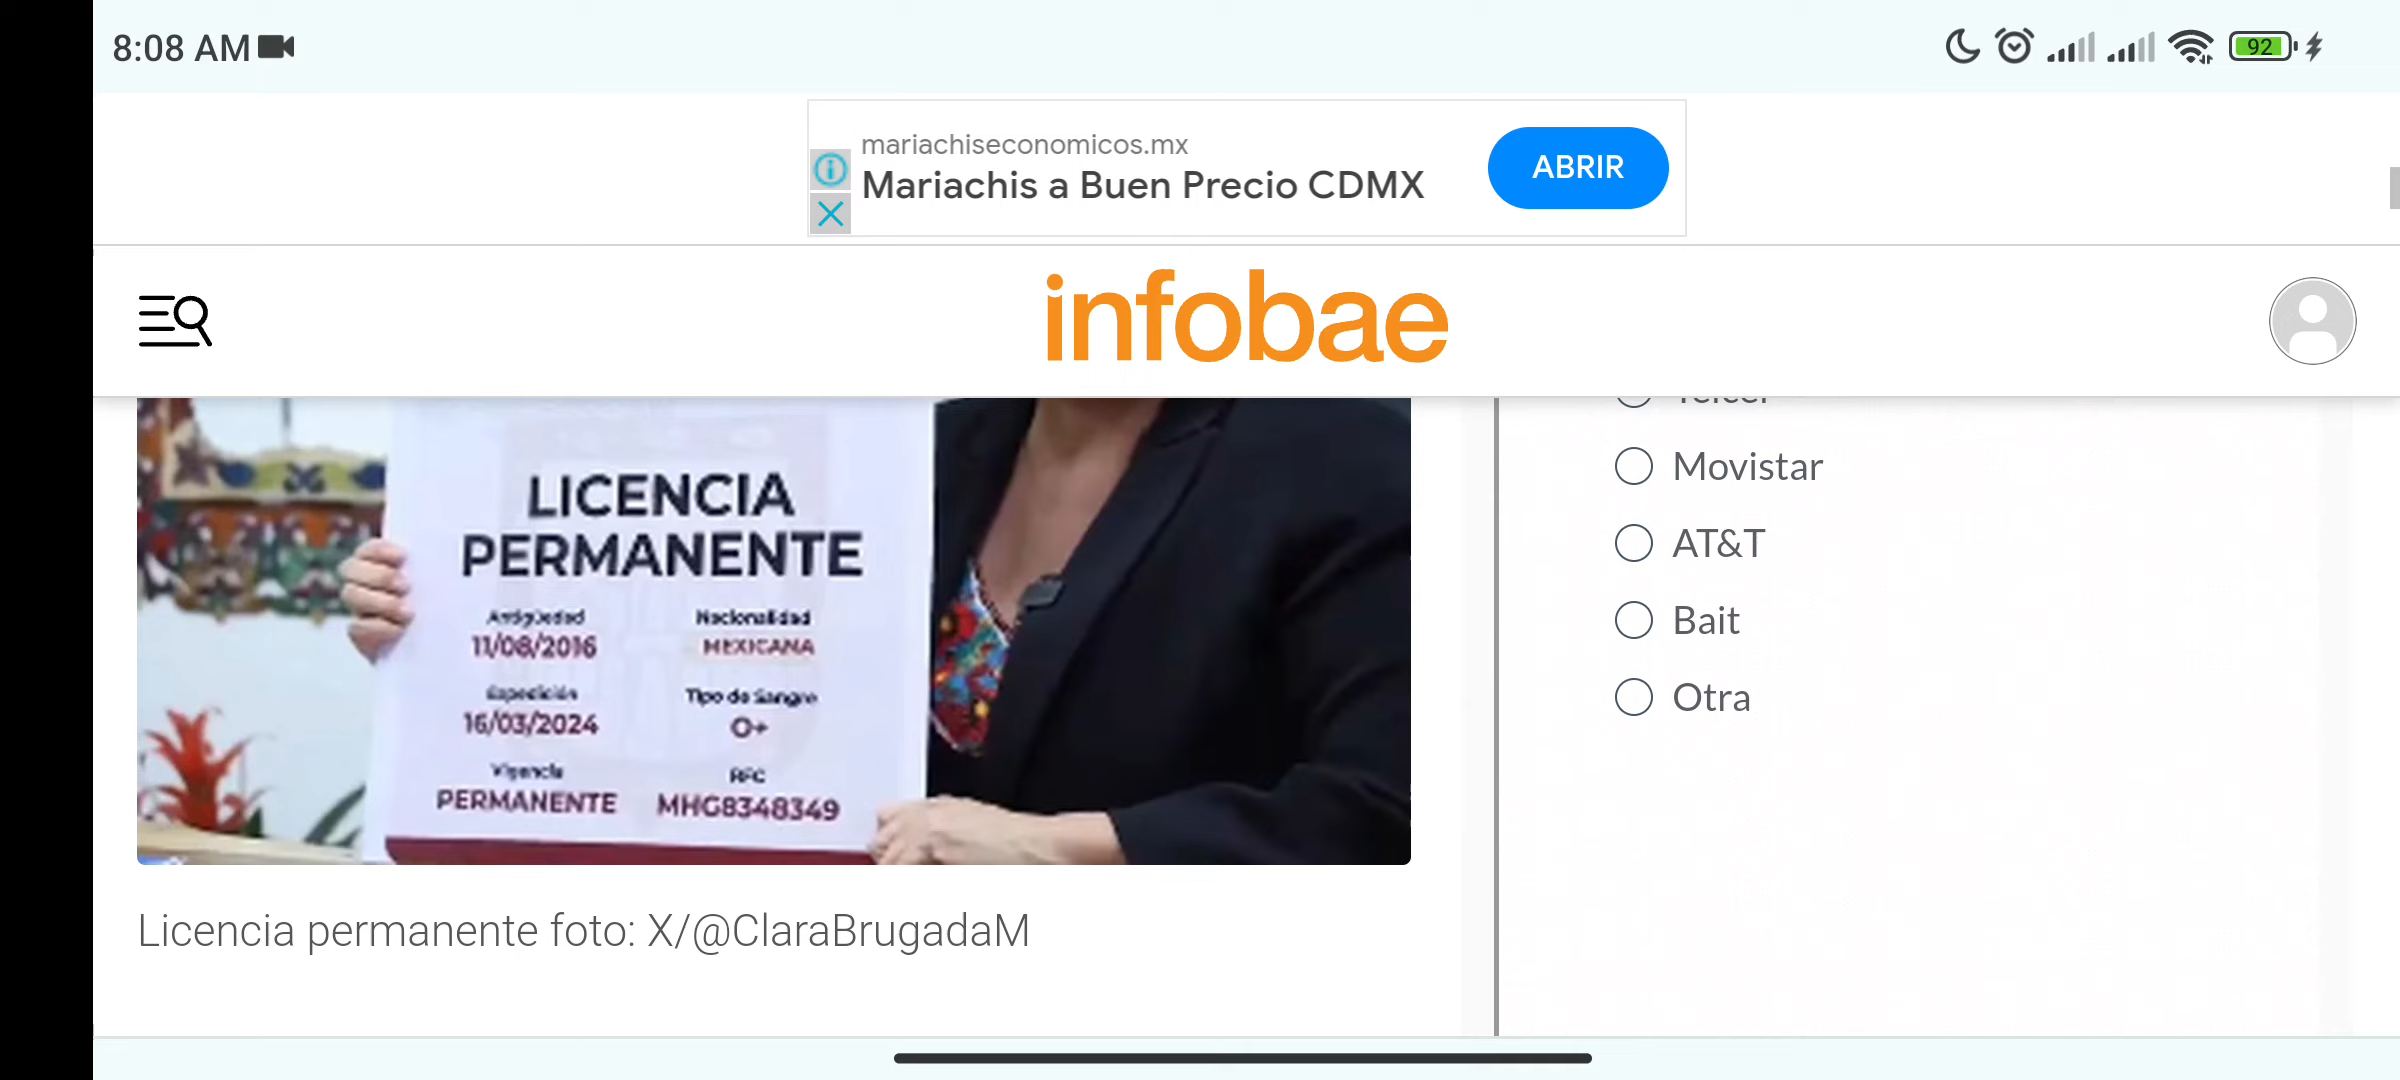 8:08 AM
92
mariachiseconomicos.mx
Mariachis a Buen Precio CDMX
ABRIR
infobae
LICENCIA
PERMANENTE
Antigüedad
Nacionalidad
11/08/2016
MEXICANA
Expedición
Tipo de Sangre
16/03/2024
O+
Vigencia
RFC
PERMANENTE
MHG8348349
Licencia permanente foto: X/@ClaraBrugadaM
Telcel
Movistar
AT&T
Bait
Otra